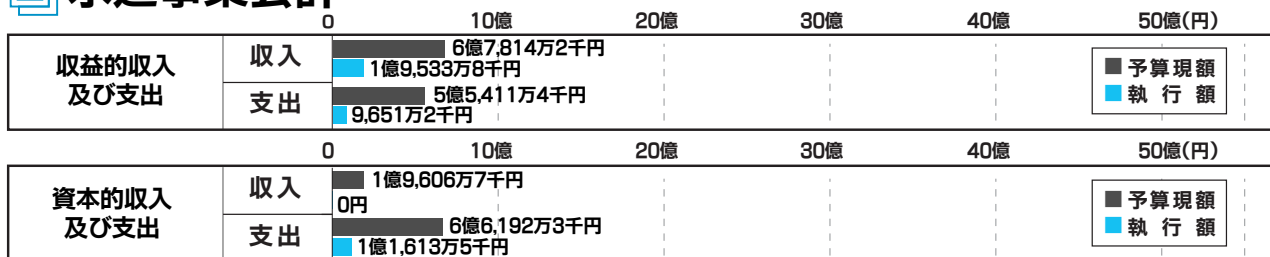 水道事業会計
0 10億 20億 30億 40億 50億(円)
収益的収入
及び支出
収入
6億7,814万2千円
1億9,533万8千円
支出
5億5,411万4千円
9,651万2千円
予算現額
執行額
0 10億 20億 30億 40億 50億(円)
資本的収入
及び支出
収入
1億9,606万7千円
0円
支出
6億6,192万3千円
1億1,613万5千円
予算現額
執行額